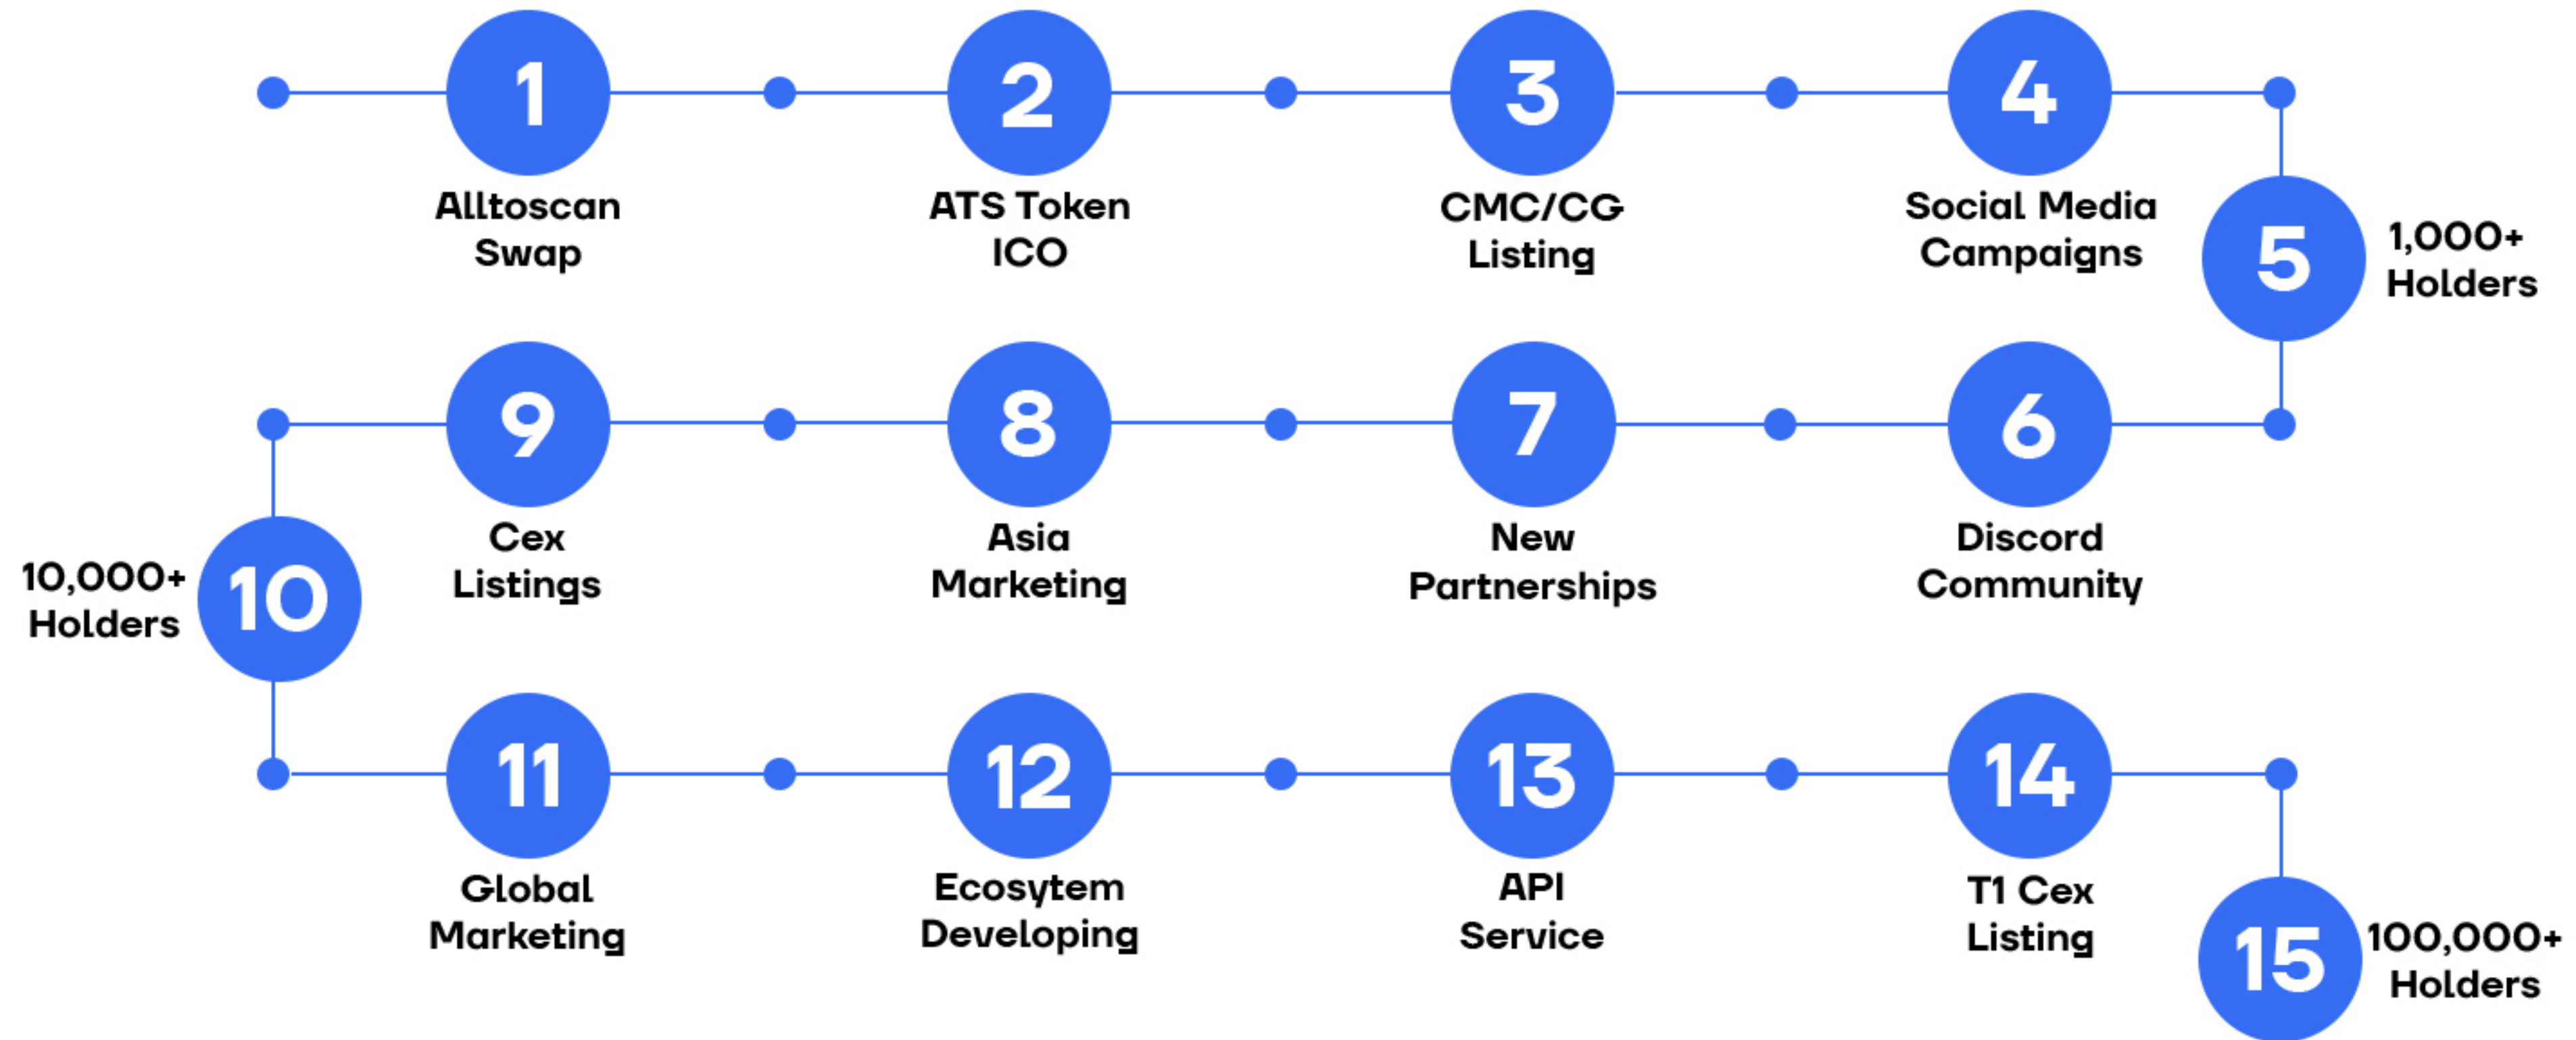 1
Alltoscan
Swap
2
ATS Token
ICO
3
CMC/CG
Listing
4
Social Media
Campaigns
5
1,000+
Holders
6
Discord
Community
7
New
Partnerships
8
Asia
Marketing
9
Cex
Listings
10
10,000+
Holders
11
Global
Marketing
12
Ecosytem
Developing
13
API
Service
14
T1 Cex
Listing
15
100,000+
Holders